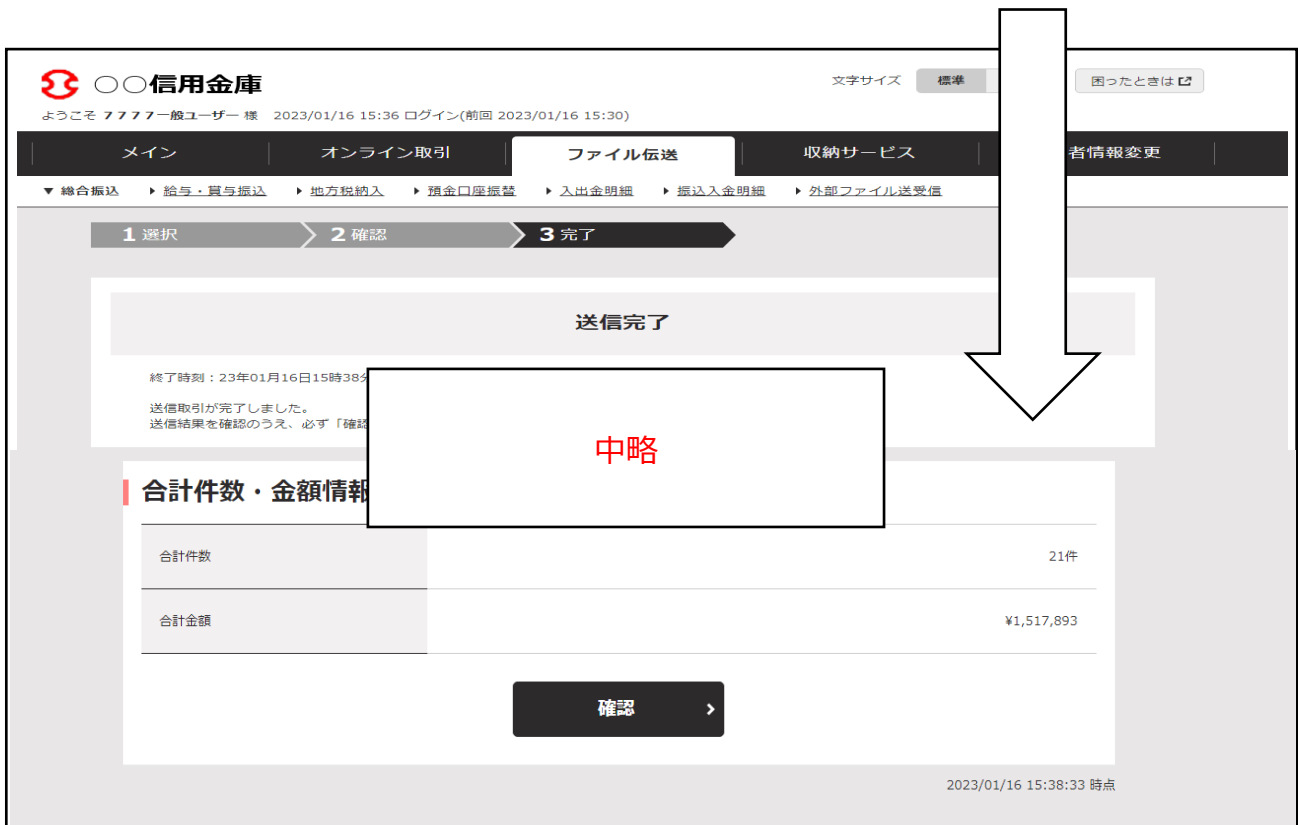 ○○信用金庫
文字サイズ 標準 困ったときは
ようこそ 7777一般ユーザー 様 2023/01/16 15:36 ログイン(前回 2023/01/16 15:30)
メイン オンライン取引 ファイル伝送 収納サービス 者情報変更
▼ 総合振込 給与・賞与振込 地方税納入 預金口座振替 入出金明細 振込入金明細 外部ファイル送受信
1 選択 2 確認 3 完了
送信完了
終了時刻：23年01月16日15時38分
送信取引が完了しました。
送信結果を確認のうえ、必ず「確認
中略
合計件数・金額情報
合計件数 21件
合計金額 ¥1,517,893
確認
2023/01/16 15:38:33 時点